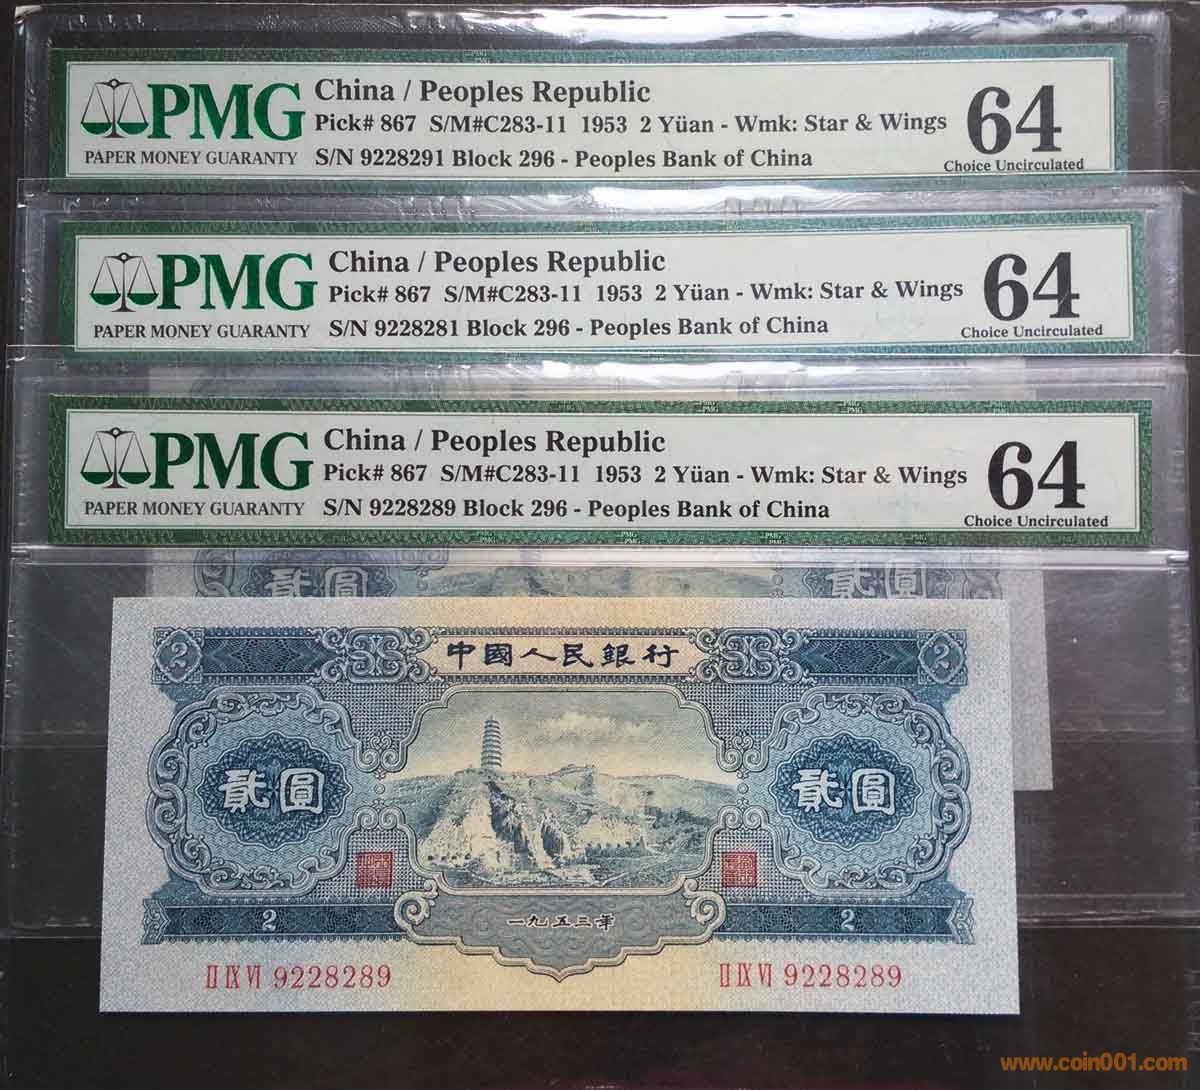 PMG
PAPER MONEY GUARANTY
China / Peoples Republic
Pick# 867 S/M#C283-11 1953 2 Yüan - Wmk: Star & Wings
S/N 9228291 Block 296 - Peoples Bank of China
64
Choice Uncirculated
PMG
PAPER MONEY GUARANTY
China / Peoples Republic
Pick# 867 S/M#C283-11 1953 2 Yüan - Wmk: Star & Wings
S/N 9228281 Block 296 - Peoples Bank of China
64
Choice Uncirculated
PMG
PAPER MONEY GUARANTY
China / Peoples Republic
Pick# 867 S/M#C283-11 1953 2 Yüan - Wmk: Star & Wings
S/N 9228289 Block 296 - Peoples Bank of China
64
Choice Uncirculated
貳圓 貳圓
2 中國人民銀行 2
貳圓 貳圓
2 一九五三年 2
II IX VI 9228289 II IX VI 9228289
www.coin001.com